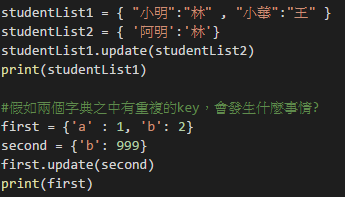 studentList1 = { "小明":"林" , "小華":"王" }
studentList2 = { '阿明':'林'}
studentList1.update(studentList2)
print(studentList1)
#假如兩個字典之中有重複的key，會發生什麼事情?
first = {'a' : 1, 'b': 2}
second = {'b': 999}
first.update(second)
print(first)